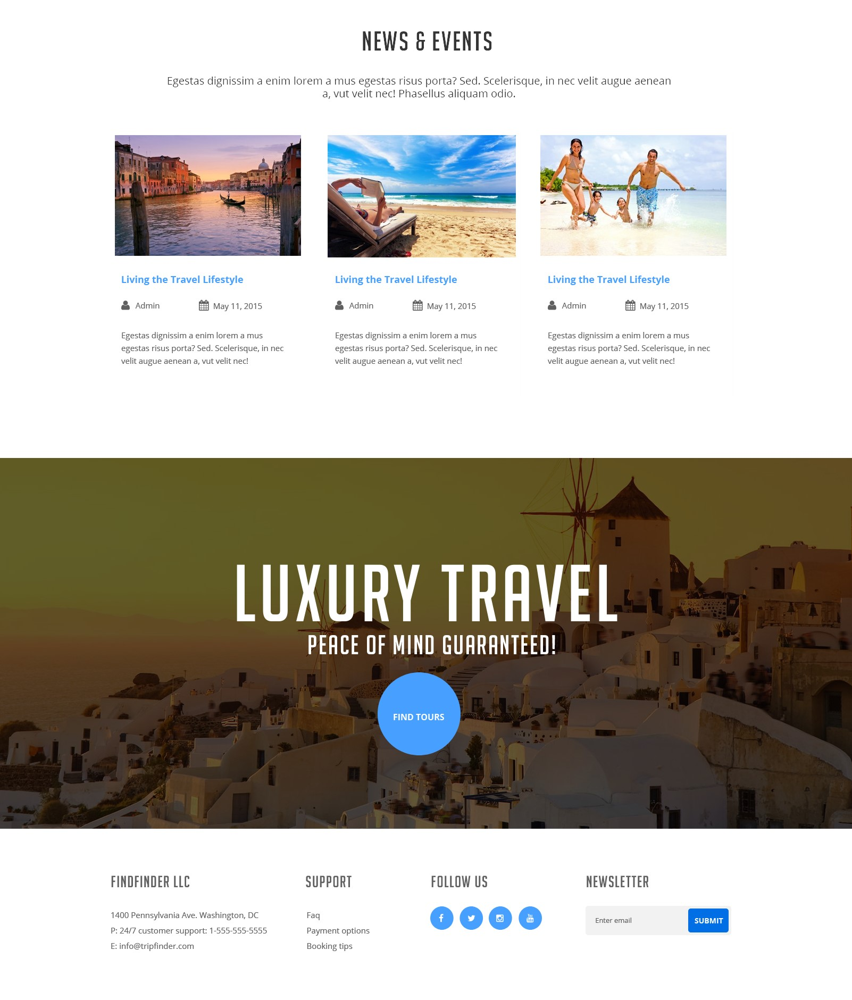 NEWS & EVENTS
Egestas dignissim a enim lorem a mus egestas risus porta? Sed. Scelerisque, in nec velit augue aenean
a, vut velit nec! Phasellus aliquam odio.
Living the Travel Lifestyle
Admin May 11, 2015
Egestas dignissim a enim lorem a mus
egestas risus porta? Sed. Scelerisque, in nec
velit augue aenean a, vut velit nec!
Living the Travel Lifestyle
Admin May 11, 2015
Egestas dignissim a enim lorem a mus
egestas risus porta? Sed. Scelerisque, in nec
velit augue aenean a, vut velit nec!
Living the Travel Lifestyle
Admin May 11, 2015
Egestas dignissim a enim lorem a mus
egestas risus porta? Sed. Scelerisque, in nec
velit augue aenean a, vut velit nec!
LUXURY TRAVEL
PEACE OF MIND GUARANTEED!
FIND TOURS
FINDFINDER LLC
1400 Pennsylvania Ave. Washington, DC
P: 24/7 customer support: 1-555-555-5555
E: info@tripfinder.com
SUPPORT
Faq
Payment options
Booking tips
FOLLOW US
You
Tube
NEWSLETTER
Enter email
SUBMIT